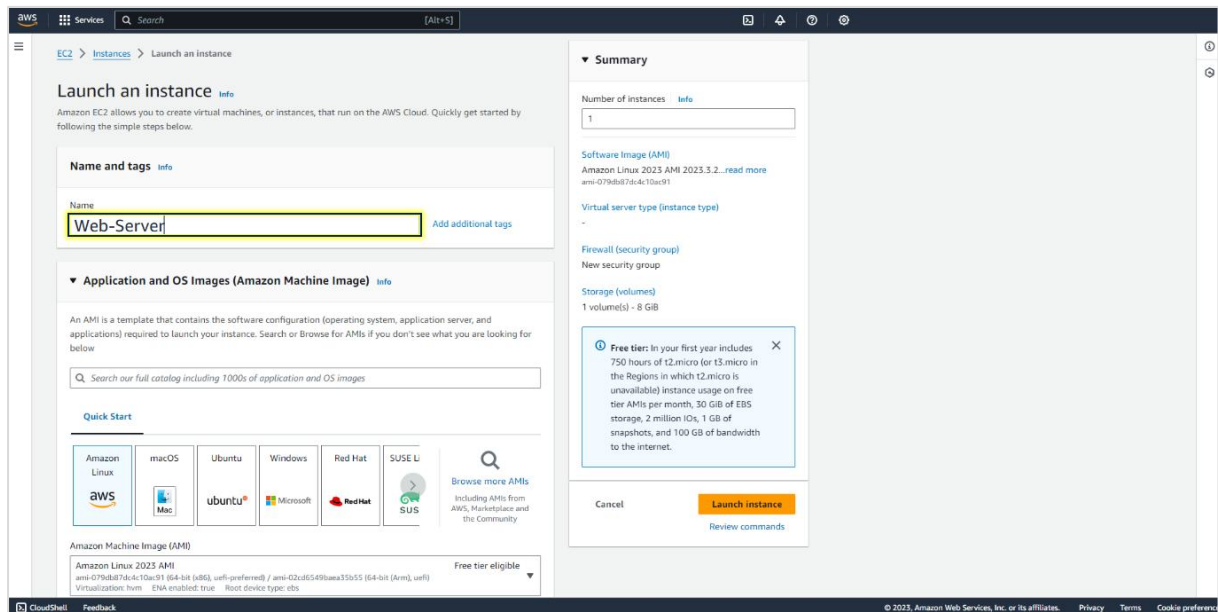 aws
Services
Search
[Alt+S]
EC2 > Instances > Launch an instance
Launch an instance Info
Amazon EC2 allows you to create virtual machines, or instances, that run on the AWS Cloud. Quickly get started by
following the simple steps below.
Name and tags Info
Name
Web-Server
Add additional tags
Application and OS Images (Amazon Machine Image) Info
An AMI is a template that contains the software configuration (operating system, application server, and
applications) required to launch your instance. Search or Browse for AMIs if you don't see what you are looking for
below
Search our full catalog including 1000s of application and OS images
Quick Start
Amazon
Linux
aws
macOS
Mac
Ubuntu
ubuntu
Windows
Microsoft
Red Hat
Red Hat
SUSE Li
SUS
Browse more AMIs
Including AMIs from
AWS, Marketplace and
the Community
Amazon Machine Image (AMI)
Amazon Linux 2023 AMI
Free tier eligible
ami-079db87dc4c10ac91 (64-bit (x86), uefi-preferred) / ami-02cd6549baea35b55 (64-bit (Arm), uefi)
Virtualization: hvm ENA enabled: true Root device type: ebs
Summary
Number of instances Info
1
Software Image (AMI)
Amazon Linux 2023 AMI 2023.3.2...read more
ami-079db87dc4c10ac91
Virtual server type (instance type)
-
Firewall (security group)
New security group
Storage (volumes)
1 volume(s) - 8 GiB
Free tier: In your first year includes
750 hours of t2.micro (or t3.micro in
the Regions in which t2.micro is
unavailable) instance usage on free
tier AMIs per month, 30 GiB of EBS
storage, 2 million IOs, 1 GB of
snapshots, and 100 GB of bandwidth
to the internet.
Cancel
Launch instance
Review commands
CloudShell Feedback
© 2023, Amazon Web Services, Inc. or its affiliates. Privacy Terms Cookie preferenc